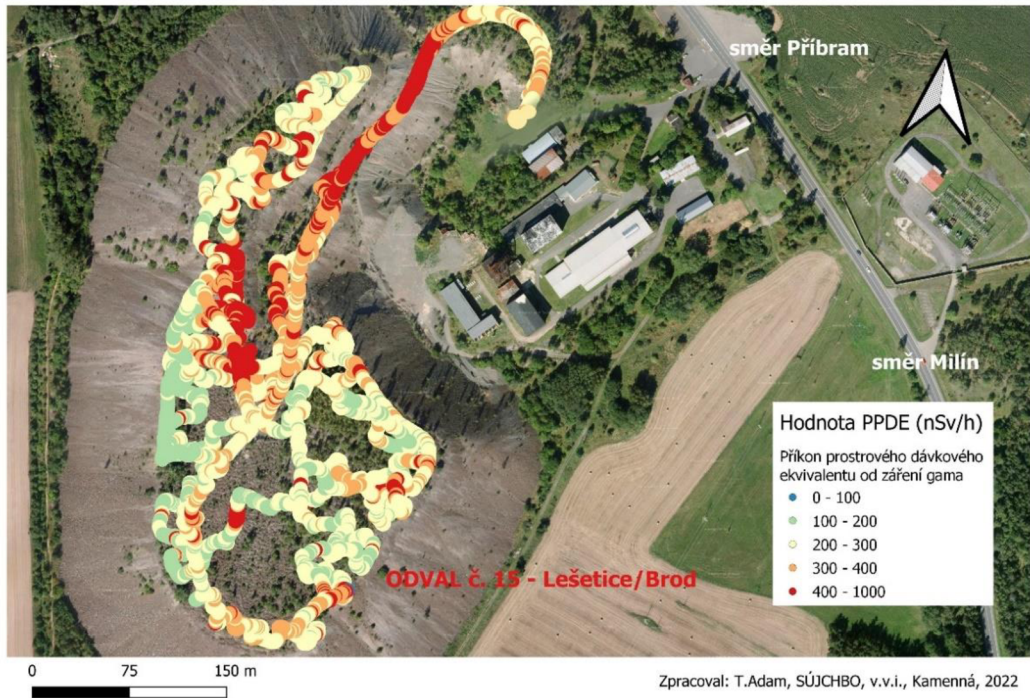 směr Příbram
směr Milín
Hodnota PPDE (nSv/h)
Příkon prostrového dávkového
ekvivalentu od záření gama
0 - 100
100 - 200
200 - 300
300 - 400
400 - 1000
ODVAL č. 15 - Lešetice/Brod
0 75 150 m
Zpracoval: T.Adam, SÚJCHBO, v.v.i., Kamenná, 2022